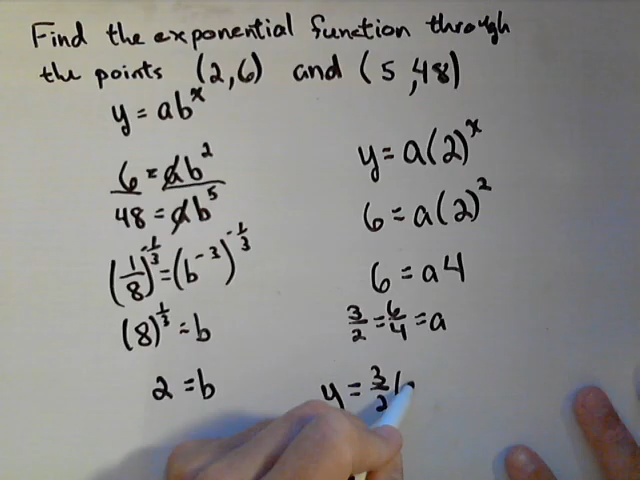 Find the exponential function through
the points (2,6) and (5,48)
y = ab^x
6 = ab^2
48 = ab^5
(1/8)^{-1/3} = (b^{-3})^{-1/3}
(8)^{1/3} = b
2 = b
y = a(2)^x
6 = a(2)^2
6 = a4
3/2 = 6/4 = a
y = 3/2 (